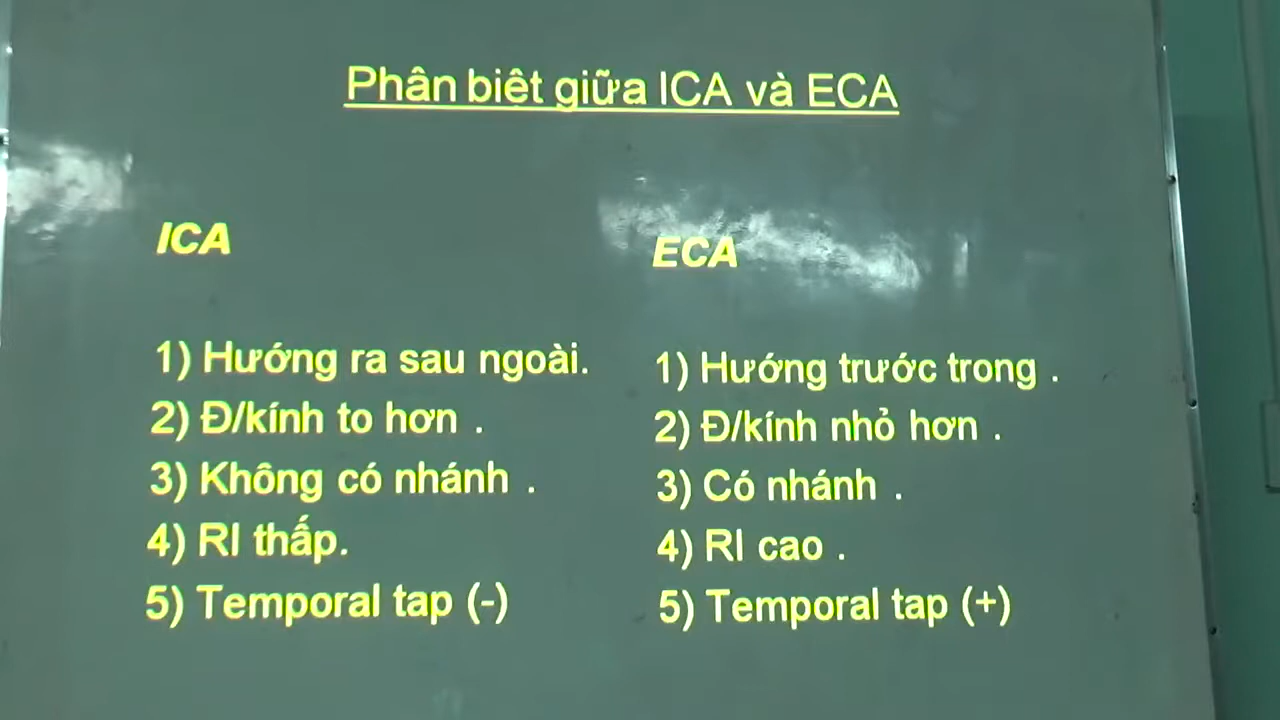 Phân biệt giữa ICA và ECA
ICA
1) Hướng ra sau ngoài.
2) Đ/kính to hơn .
3) Không có nhánh .
4) RI thấp.
5) Temporal tap (-)
ECA
1) Hướng trước trong .
2) Đ/kính nhỏ hơn .
3) Có nhánh .
4) RI cao .
5) Temporal tap (+)